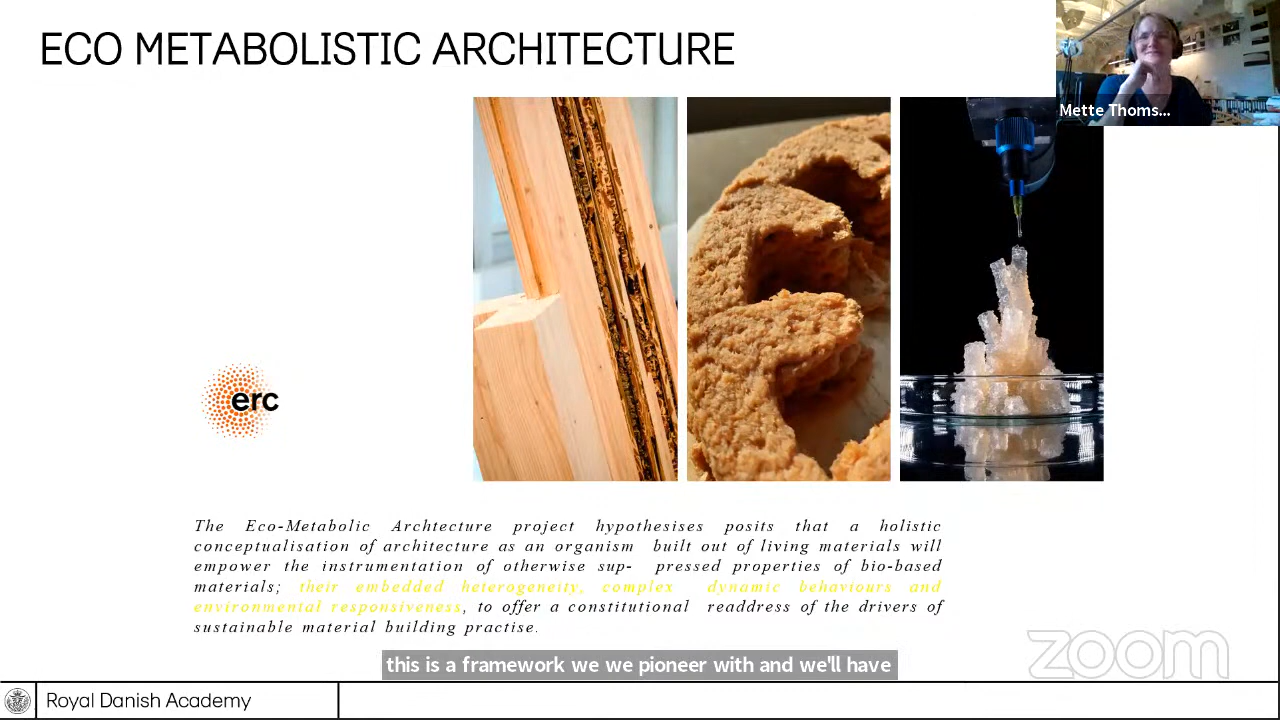 ECO METABOLISTIC ARCHITECTURE
Mette Thoms...
erc
The Eco-Metabolic Archtecture project hypothesises posits that a holistic
conceptualisation of architecture as an organism built out of living materials will
empower the instrumentation of otherwise sup- pressed properties of bio-based
materials; their embedded heterogeneity, complex dynamic behaviours and
environmental responsiveness, to offer a constitutional readdress of the drivers of
sustainable material building practise.
this is a framework we we pioneer with and we'll have
zoom
Royal Danish Academy